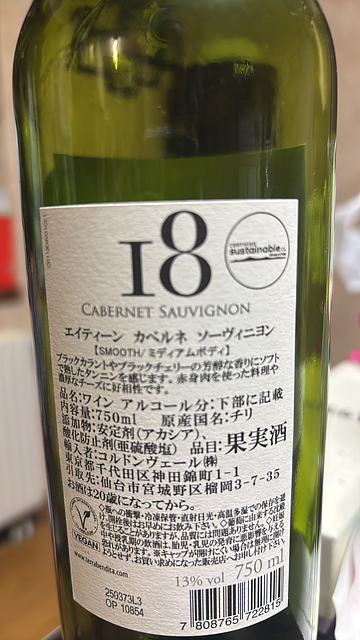 18
CERTIFIED
sustainable
CABERNET SAUVIGNON
エイティーン カベルネ ソーヴィニヨン
【SMOOTH/ミディアムボディ】
ブラックカラントやブラックチェリーの芳醇な香りにソフト
で熟したタンニンを感じます。赤身肉を使った料理や
濃厚なチーズに好相性です。
品名:ワイン アルコール分:下部に記載
内容量:750ml 原産国名:チリ
添加物:安定剤(アカシア)、
酸化防止剤(亜硫酸塩) 品目:果実酒
輸入者:コルドンヴェール㈱
東京都千代田区神田錦町1-1
引取先:仙台市宮城野区榴岡3-7-35
お酒は20歳になってから。
VEGAN
www.terrabendita.com
250373L3
OP 10854
13% vol 750 ml
7 808765 722815